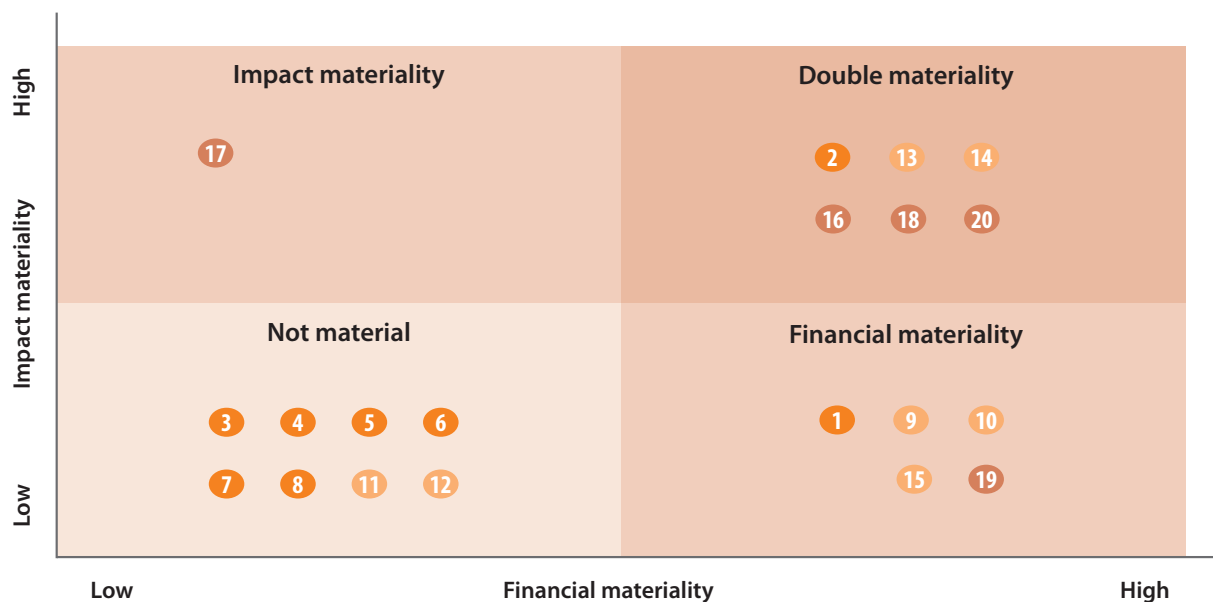 High
Impact materiality
Low
Impact materiality
17
Double materiality
2 13 14
16 18 20
Not material
3 4 5 6
7 8 11 12
Financial materiality
1 9 10
15 19
Low Financial materiality High